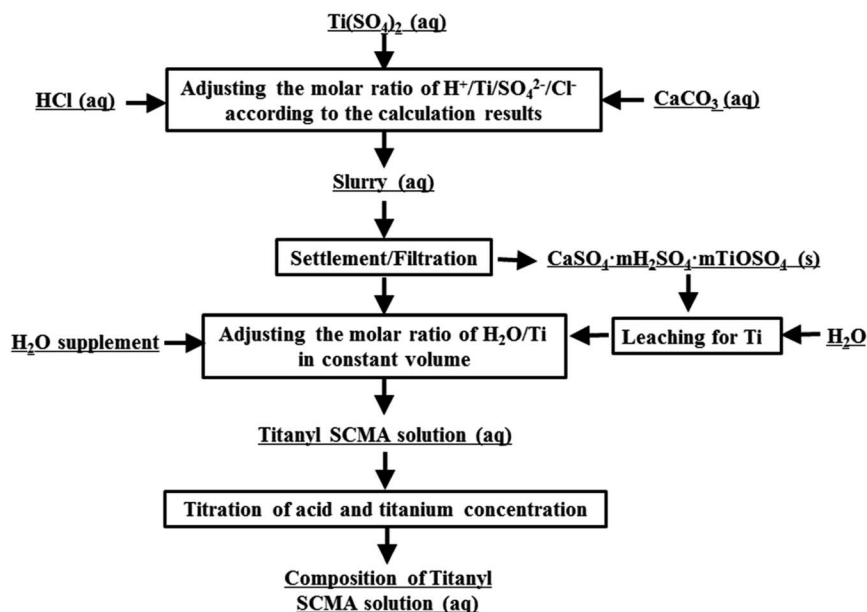 Ti(SO₄)₂ (aq)
HCl (aq)
Adjusting the molar ratio of H⁺/Ti/SO₄²⁻/Cl⁻
according to the calculation results
CaCO₃ (aq)
Slurry (aq)
Settlement/Filtration
CaSO₄·mH₂SO₄·mTiOSO₄ (s)
H₂O supplement
Adjusting the molar ratio of H₂O/Ti
in constant volume
Leaching for Ti
H₂O
Titanyl SCMA solution (aq)
Titration of acid and titanium concentration
Composition of Titanyl
SCMA solution (aq)